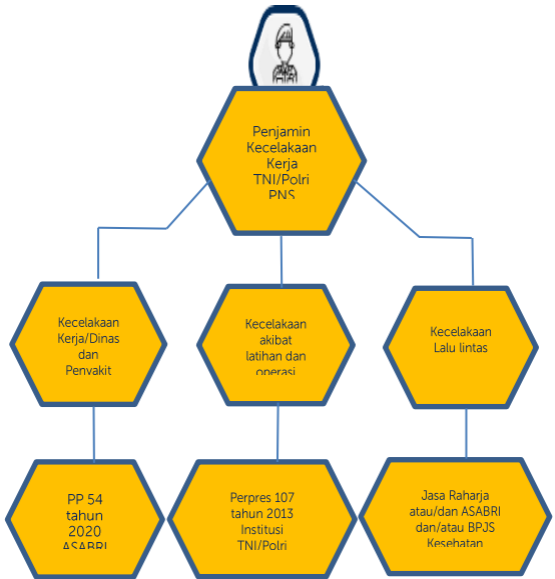 Penjamin
Kecelakaan
Kerja
TNI/Polri
PNS
Kecelakaan
Kerja/Dinas
dan
Penyakit
Kecelakaan
akibat
latihan dan
operasi
Kecelakaan
Lalu lintas
PP 54
tahun
2020
ASABRI
Perpres 107
tahun 2013
Institusi
TNI/Polri
Jasa Raharja
atau/dan ASABRI
dan/atau BPJS
Kesehatan